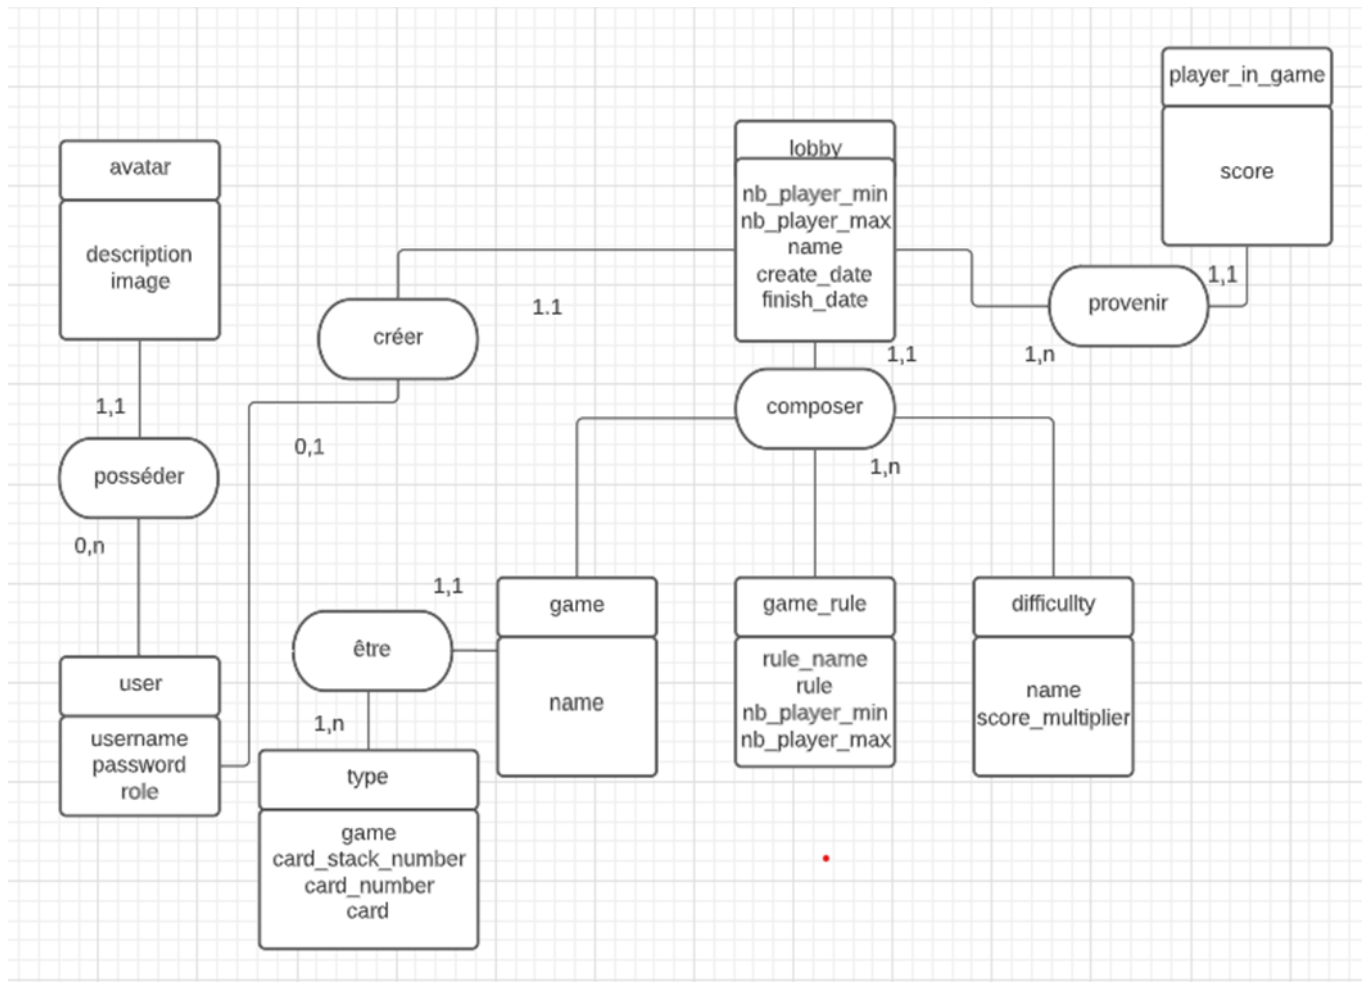 player_in_game
score
lobby
nb_player_min
nb_player_max
name
create_date
finish_date
avatar
description
image
1,1
provenir
créer
1.1
1,1
1,n
1,1
composer
0,1
1,n
posséder
0,n
1,1
game
name
game_rule
rule_name
rule
nb_player_min
nb_player_max
difficullty
name
score_multiplier
être
user
username
password
role
1,n
type
game
card_stack_number
card_number
card